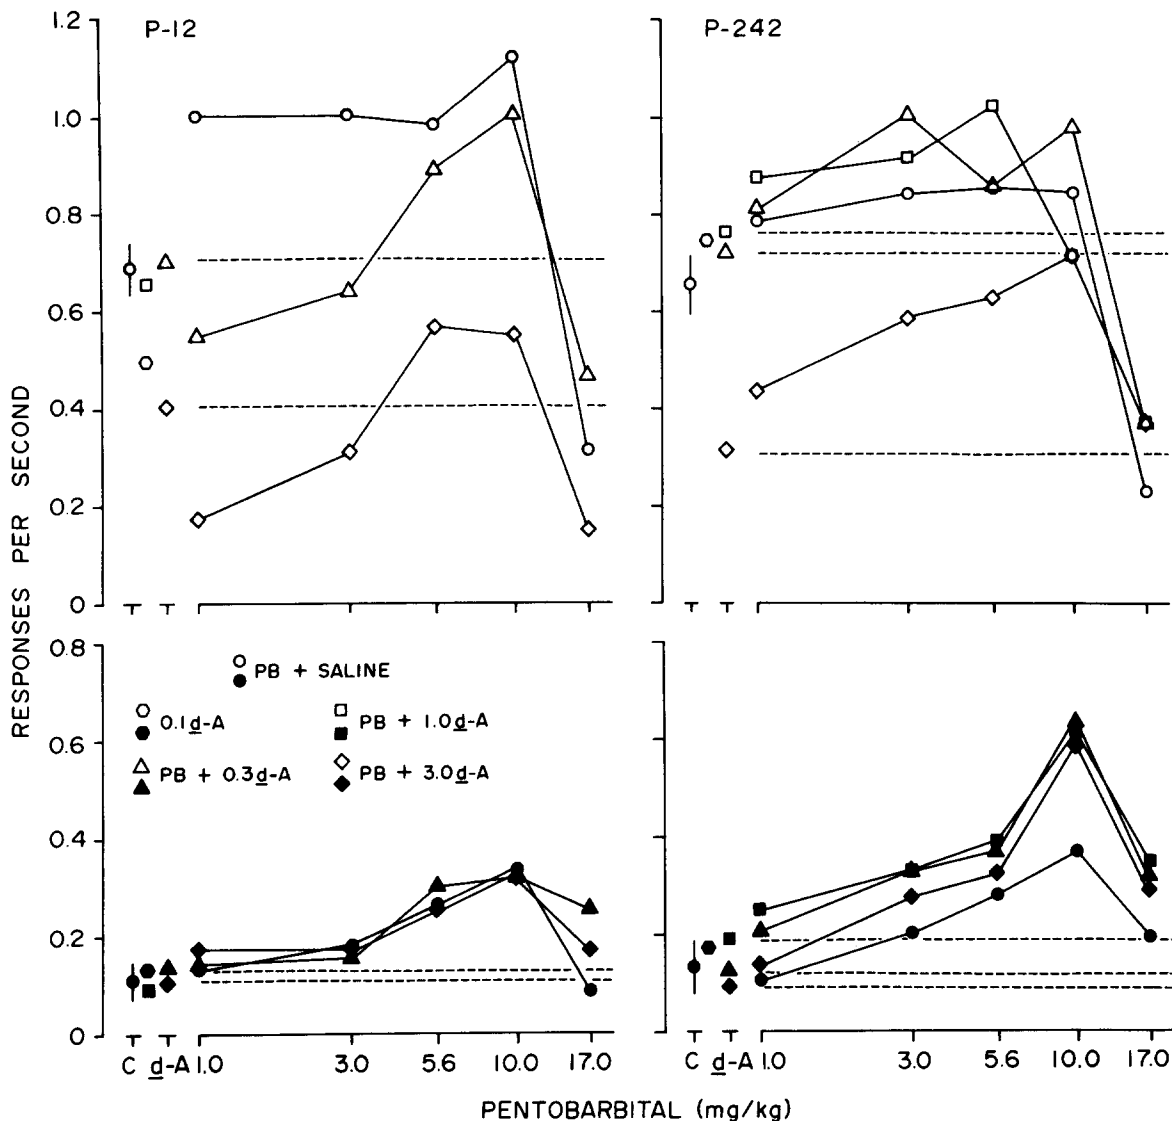 P-12
P-242
1.2
1.0
0.8
0.6
0.4
0.2
0
RESPONSES PER SECOND
0.8
0.6
0.4
0.2
0
PB + SALINE
0.1 d-A
PB + 1.0 d-A
PB + 0.3 d-A
PB + 3.0 d-A
C d-A 1.0 3.0 5.6 10.0 17.0
C d-A 1.0 3.0 5.6 10.0 17.0
PENTOBARBITAL (mg/kg)